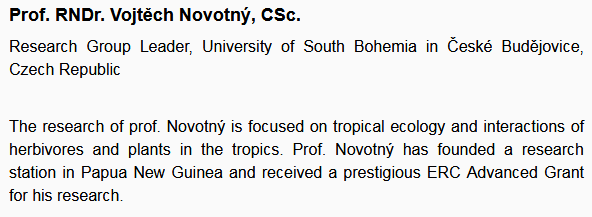 Prof. RNDr. Vojtěch Novotný, CSc.
Research Group Leader, University of South Bohemia in České Budějovice,
Czech Republic
The research of prof. Novotný is focused on tropical ecology and interactions of
herbivores and plants in the tropics. Prof. Novotný has founded a research
station in Papua New Guinea and received a prestigious ERC Advanced Grant
for his research.